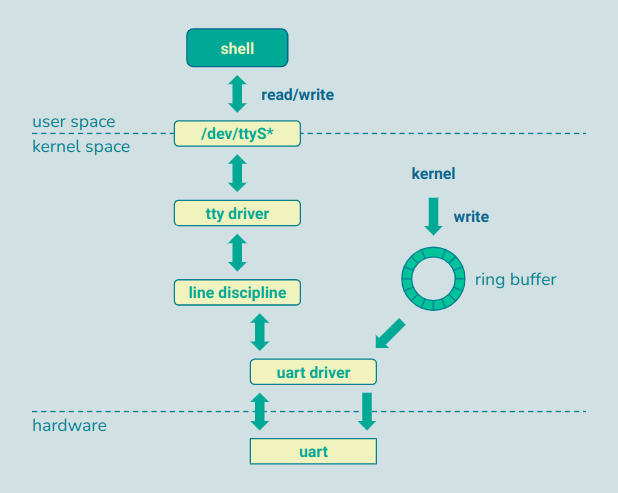 shell
read/write
user space
/dev/ttyS*
kernel space
kernel
tty driver
write
ring buffer
line discipline
uart driver
hardware
uart